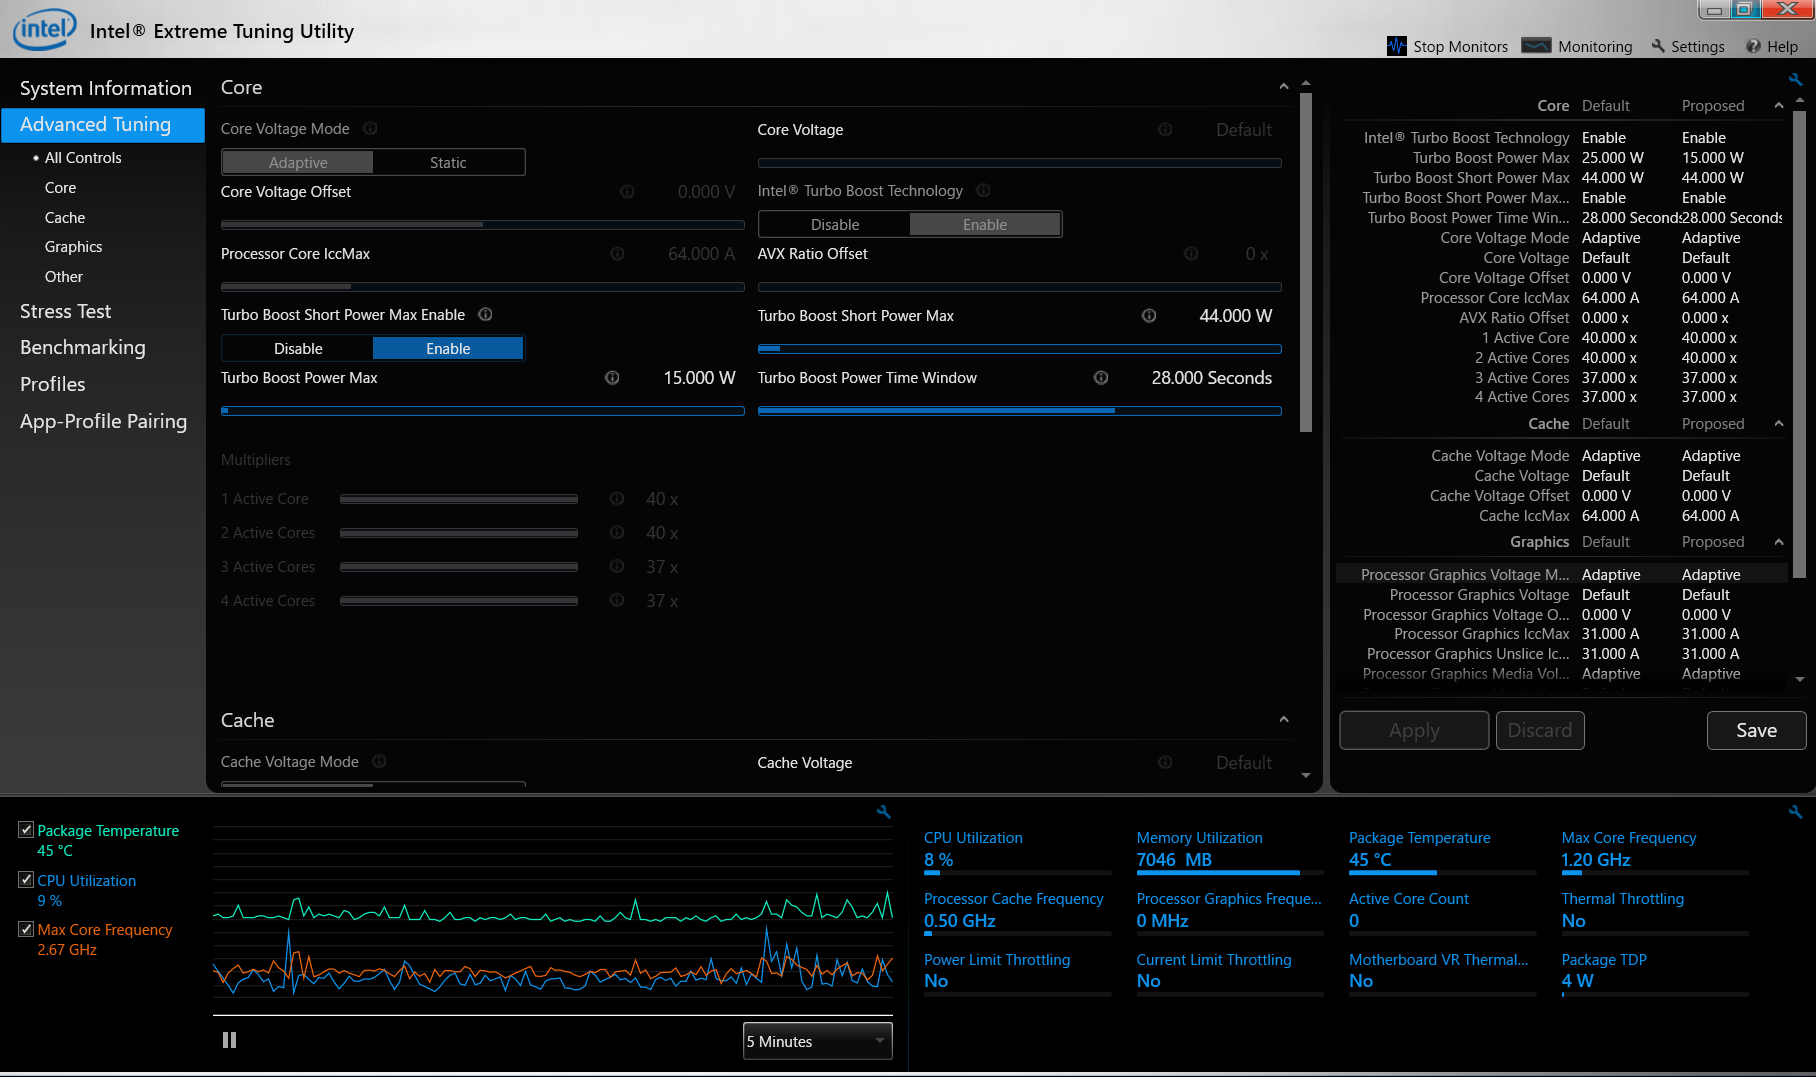 intel
Intel® Extreme Tuning Utility
Stop Monitors
Monitoring
Settings
Help
System Information
Advanced Tuning
• All Controls
Core
Cache
Graphics
Other
Stress Test
Benchmarking
Profiles
App-Profile Pairing
Core
Core Voltage Mode
Adaptive Static
Core Voltage Default
Core Voltage Offset 0.000 V
Intel® Turbo Boost Technology
Disable Enable
Processor Core IccMax 64.000 A
AVX Ratio Offset 0 x
Turbo Boost Short Power Max Enable
Disable Enable
Turbo Boost Short Power Max 44.000 W
Turbo Boost Power Max 15.000 W
Turbo Boost Power Time Window 28.000 Seconds
Multipliers
1 Active Core 40 x
2 Active Cores 40 x
3 Active Cores 37 x
4 Active Cores 37 x
Cache
Cache Voltage Mode
Cache Voltage Default
Core Default Proposed
Intel® Turbo Boost Technology Enable Enable
Turbo Boost Power Max 25.000 W 15.000 W
Turbo Boost Short Power Max 44.000 W 44.000 W
Turbo Boost Short Power Max... Enable Enable
Turbo Boost Power Time Win... 28.000 Seconds 28.000 Seconds
Core Voltage Mode Adaptive Adaptive
Core Voltage Default Default
Core Voltage Offset 0.000 V 0.000 V
Processor Core IccMax 64.000 A 64.000 A
AVX Ratio Offset 0.000 x 0.000 x
1 Active Core 40.000 x 40.000 x
2 Active Cores 40.000 x 40.000 x
3 Active Cores 37.000 x 37.000 x
4 Active Cores 37.000 x 37.000 x
Cache Default Proposed
Cache Voltage Mode Adaptive Adaptive
Cache Voltage Default Default
Cache Voltage Offset 0.000 V 0.000 V
Cache IccMax 64.000 A 64.000 A
Graphics Default Proposed
Processor Graphics Voltage M... Adaptive Adaptive
Processor Graphics Voltage Default Default
Processor Graphics Voltage O... 0.000 V 0.000 V
Processor Graphics IccMax 31.000 A 31.000 A
Processor Graphics Unslice Ic... 31.000 A 31.000 A
Processor Graphics Media Vol... Adaptive Adaptive
Apply Discard Save
Package Temperature
45 °C
CPU Utilization
9 %
Max Core Frequency
2.67 GHz
5 Minutes
CPU Utilization Memory Utilization Package Temperature Max Core Frequency
8 % 7046 MB 45 °C 1.20 GHz
Processor Cache Frequency Processor Graphics Freque... Active Core Count Thermal Throttling
0.50 GHz 0 MHz 0 No
Power Limit Throttling Current Limit Throttling Motherboard VR Thermal... Package TDP
No No No 4 W